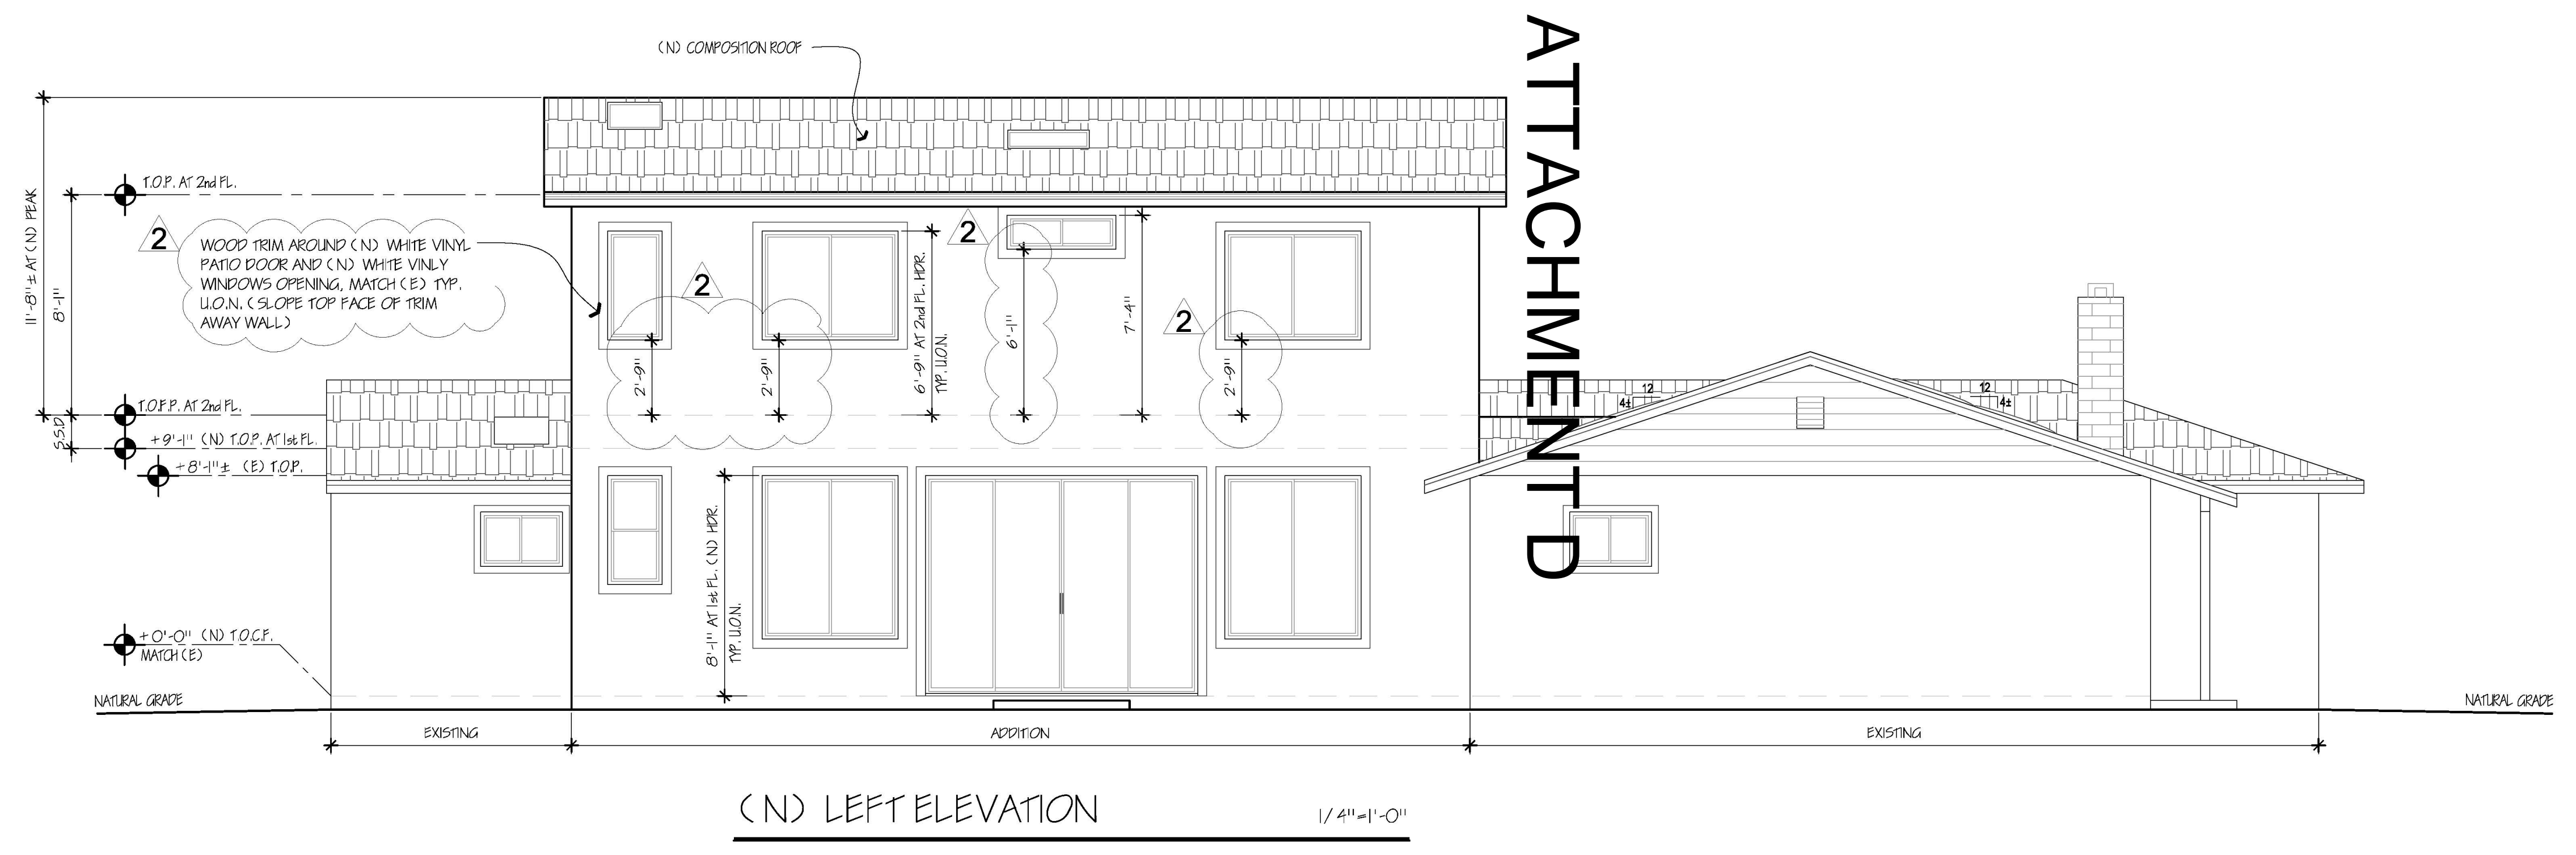 (N) COMPOSITION ROOF
ATTACHMENT D
11'-8"± AT (N) PEAK
8'-1"
S.S.D.
T.O.P. AT 2nd FL.
2
WOOD TRIM AROUND (N) WHITE VINYL
PATIO DOOR AND (N) WHITE VINLY
WINDOWS OPENING, MATCH (E) TYP.
U.O.N. (SLOPE TOP FACE OF TRIM
AWAY WALL)
2
2
2
2'-9"
2'-9"
6'-9" AT 2nd FL. HDR.
TYP. U.O.N.
6'-1"
7'-4"
2'-9"
12
4±
12
4±
T.O.F.P. AT 2nd FL.
+9'-1" (N) T.O.P. AT 1st FL.
+8'-1"± (E) T.O.P.
8'-1" AT 1st FL. (N) HDR.
TYP. U.O.N.
+0'-0" (N) T.O.C.F.
MATCH (E)
NATURAL GRADE
NATURAL GRADE
EXISTING
ADDITION
EXISTING
(N) LEFT ELEVATION
1/4"=1'-0"